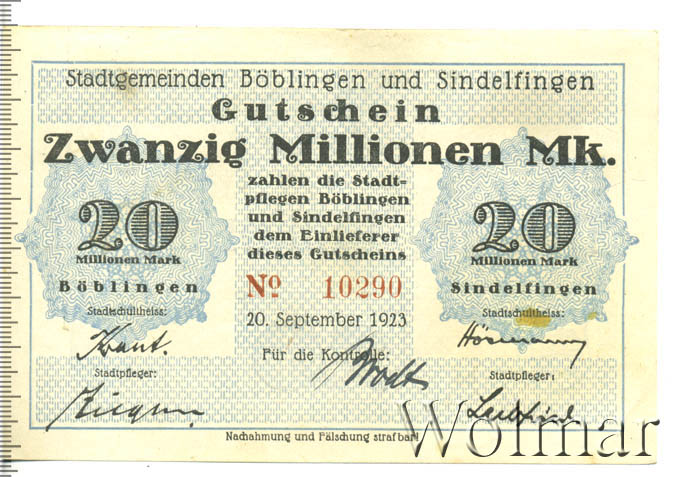 Stadtgemeinden Böblingen und Sindelfingen
Gutschein
Zwanzig Millionen Mk.
zahlen die Stadt-
pflegen Böblingen
und Sindelfingen
dem Einlieferer
dieses Gutscheins
20
Millionen Mark
Böblingen
Stadtschultheiss:
Stadtpfleger:
20
Millionen Mark
Sindelfingen
Stadtschultheiss:
Hörmann
Stadtpfleger:
№ 10290
20. September 1923
Für die Kontrolle:
Nachahmung und Fälschung strafbar!
Wolmar